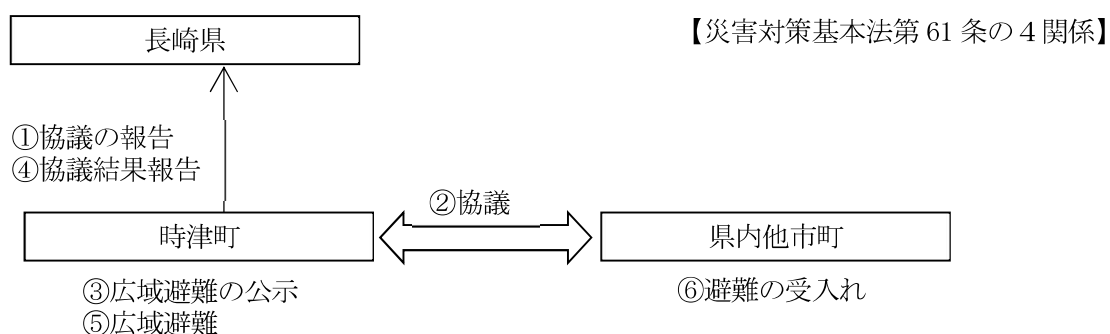 長崎県
【災害対策基本法第 61 条の４関係】
①協議の報告
④協議結果報告
②協議
時津町
県内他市町
③広域避難の公示
⑤広域避難
⑥避難の受入れ